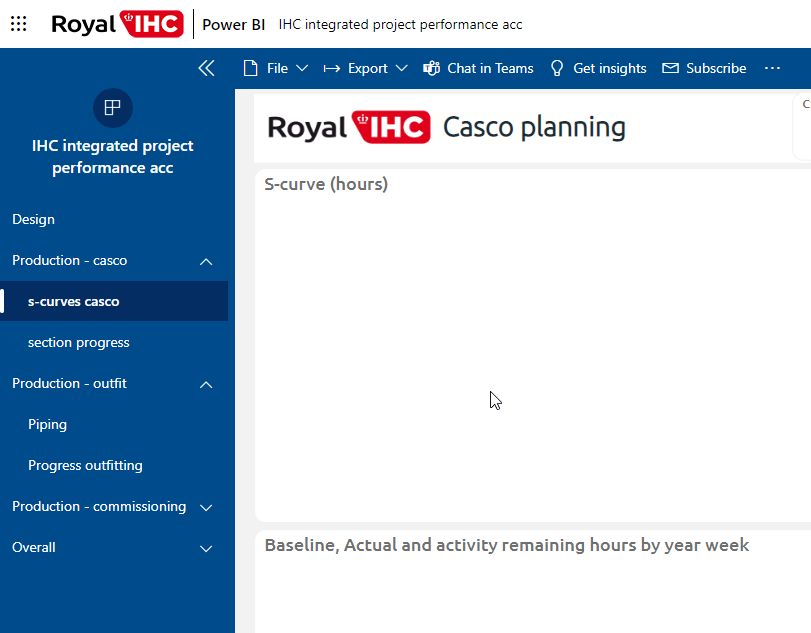 Royal IHC Power BI IHC integrated project performance acc
File Export Chat in Teams Get insights Subscribe
IHC integrated project
performance acc
Design
Production - casco
s-curves casco
section progress
Production - outfit
Piping
Progress outfitting
Production - commissioning
Overall
Royal IHC Casco planning
C
S-curve (hours)
Baseline, Actual and activity remaining hours by year week